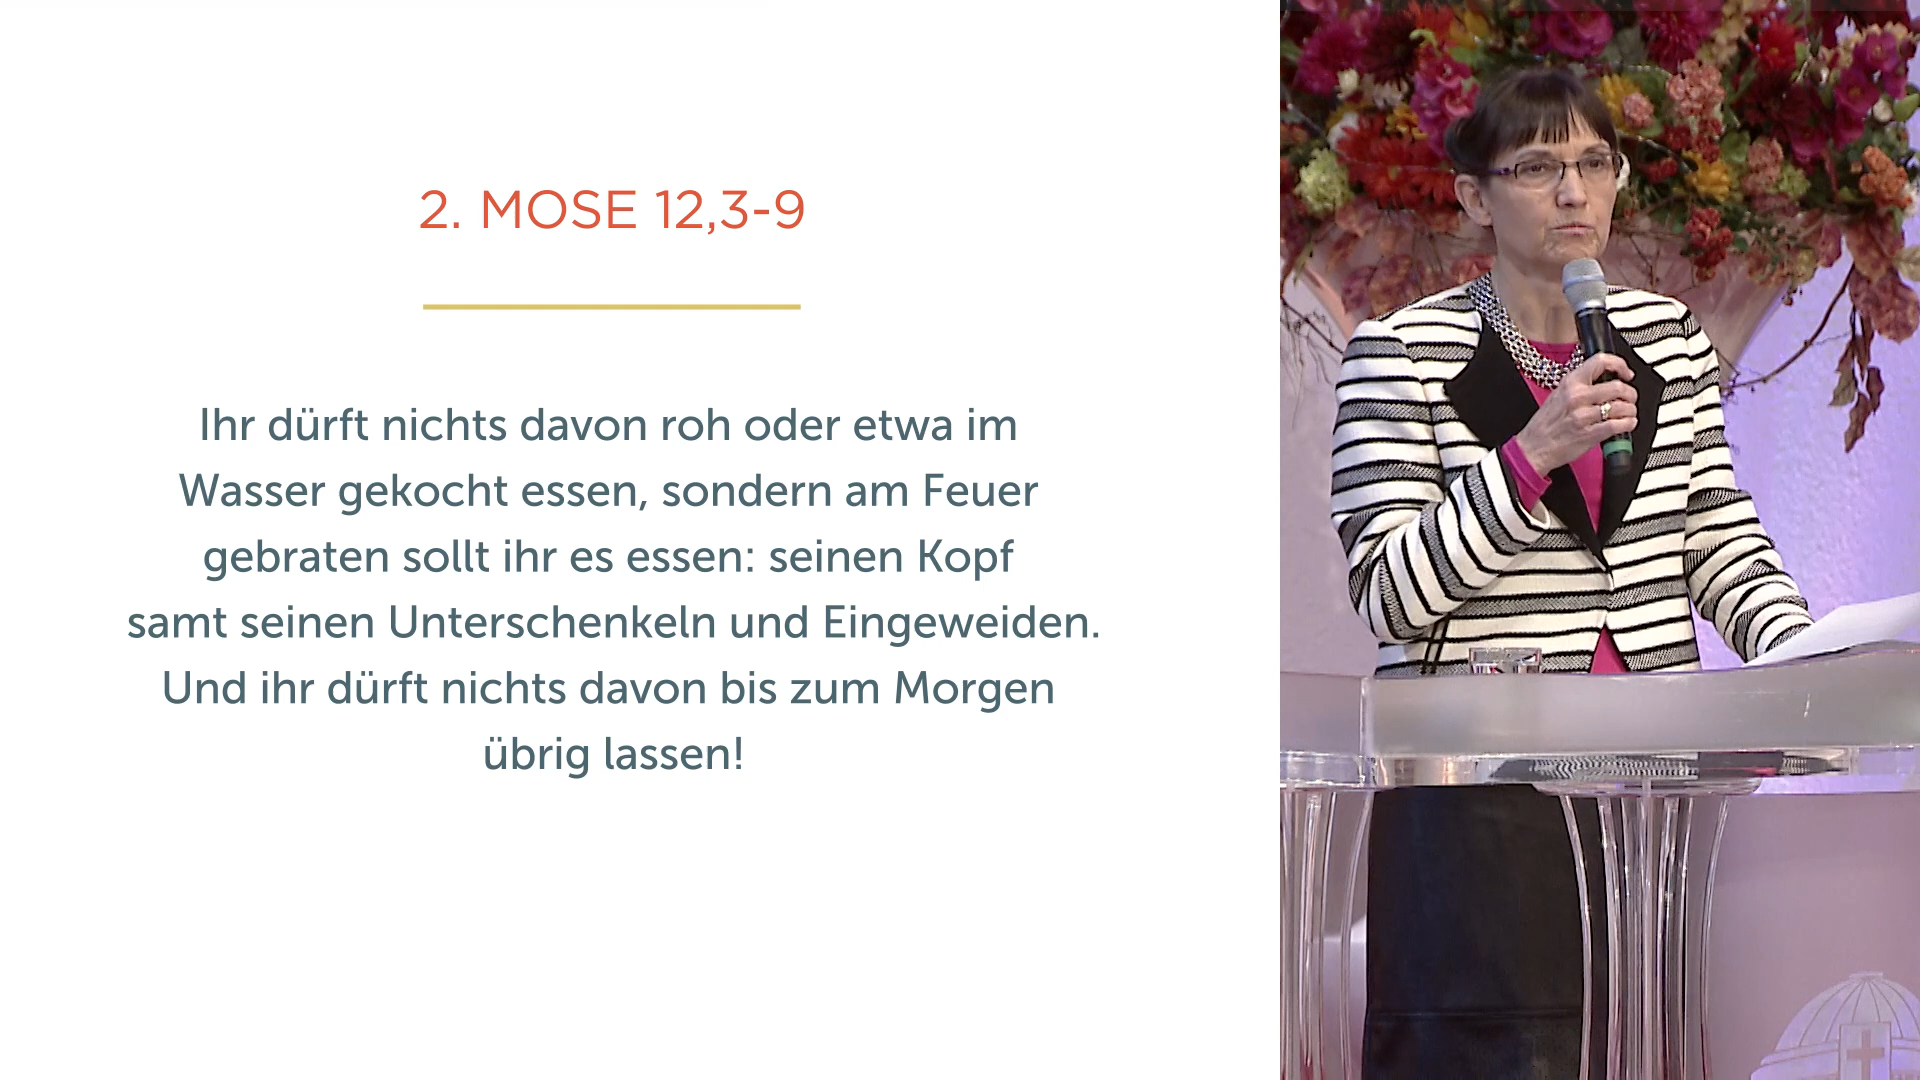 2. MOSE 12,3-9
Ihr dürft nichts davon roh oder etwa im
Wasser gekocht essen, sondern am Feuer
gebraten sollt ihr es essen: seinen Kopf
samt seinen Unterschenkeln und Eingeweiden.
Und ihr dürft nichts davon bis zum Morgen
übrig lassen!